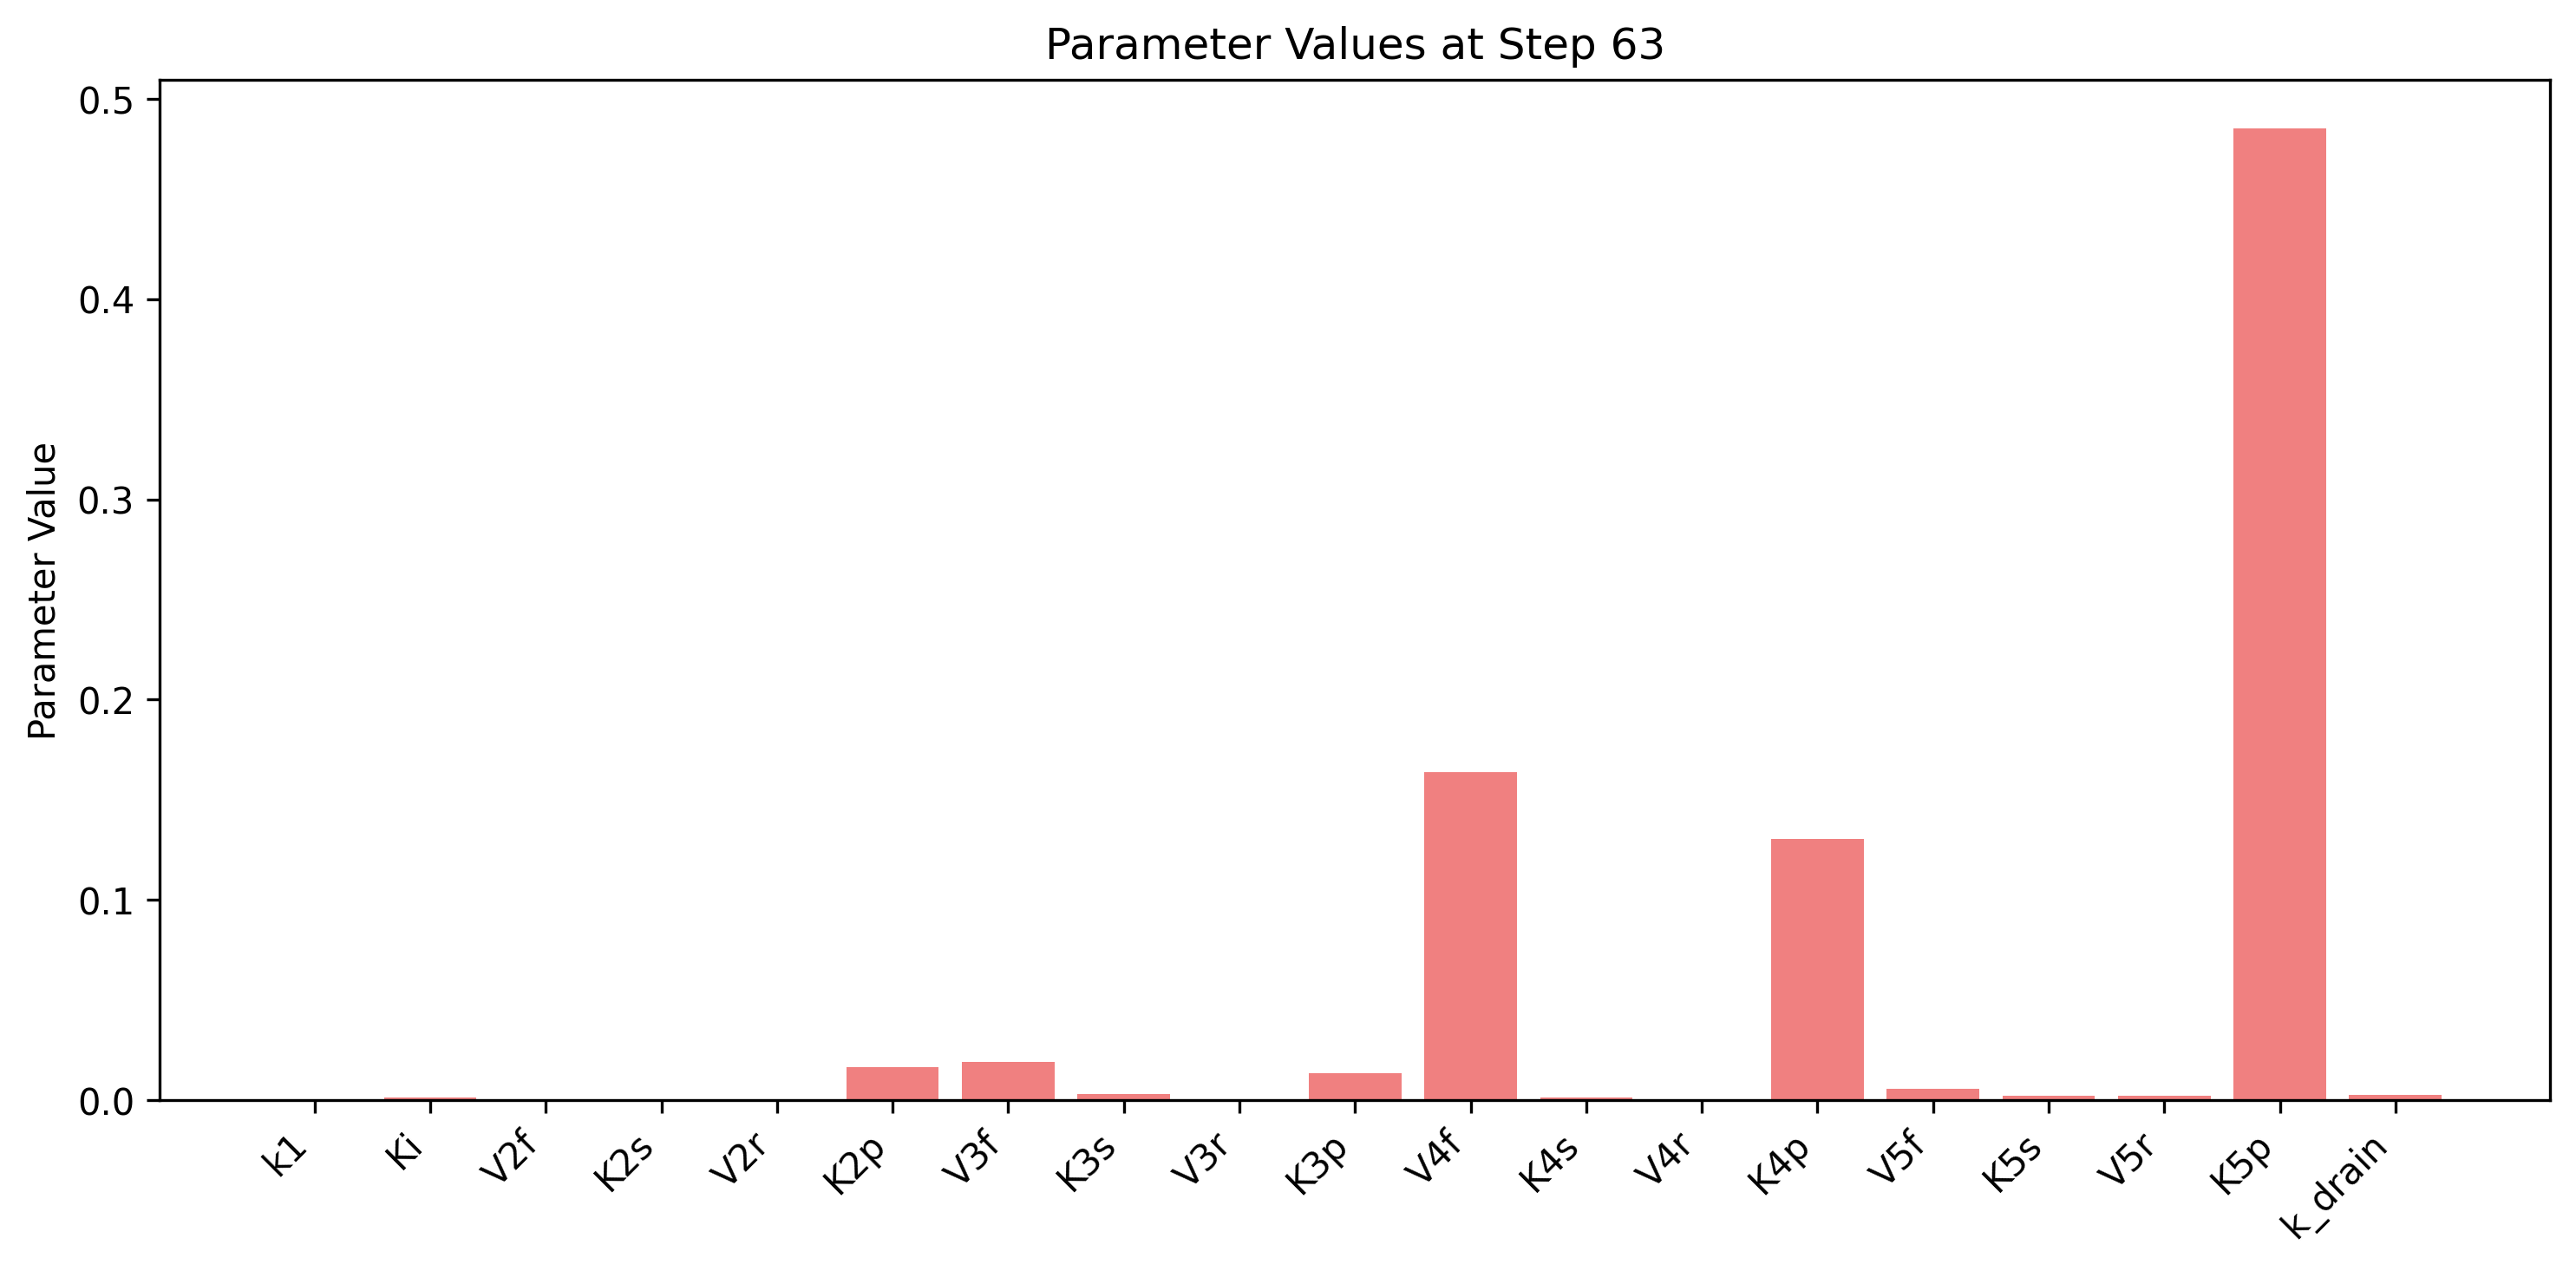 Parameter Values at Step 63
Parameter Value
0.5
0.4
0.3
0.2
0.1
0.0
k1
Ki
V2f
K2s
V2r
K2p
V3f
K3s
V3r
K3p
V4f
K4s
V4r
K4p
V5f
K5s
V5r
K5p
k_drain